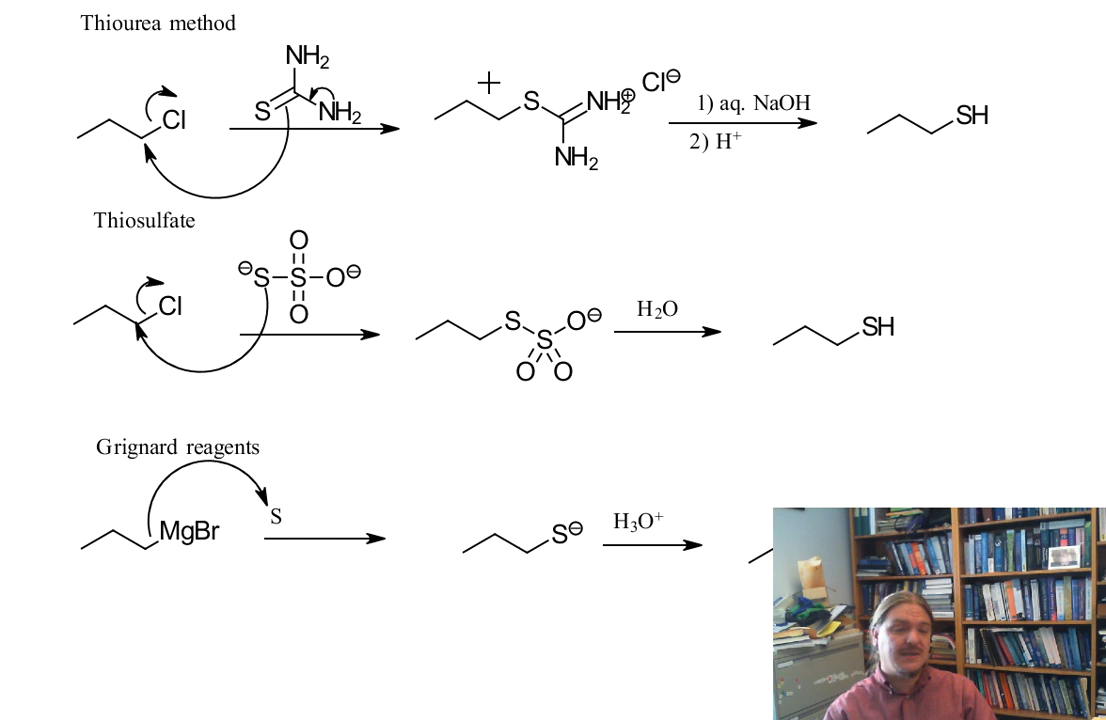 Thiourea method
NH2
Cl
S
NH2
+
S
NH2⊕
Cl⊖
NH2
1) aq. NaOH
2) H+
SH
Thiosulfate
Cl
O
⊖S-S-O⊖
O
S
S
O⊖
O O
H2O
SH
Grignard reagents
MgBr
S
S⊖
H3O+